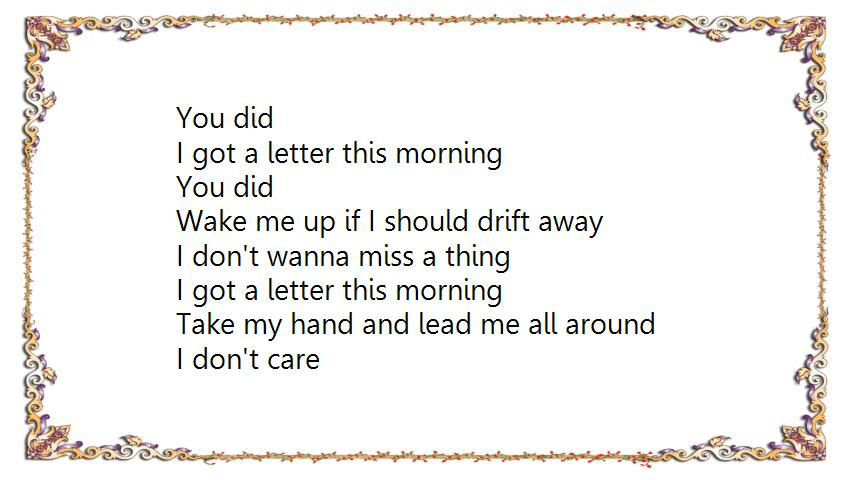 You did
I got a letter this morning
You did
Wake me up if I should drift away
I don't wanna miss a thing
I got a letter this morning
Take my hand and lead me all around
I don't care